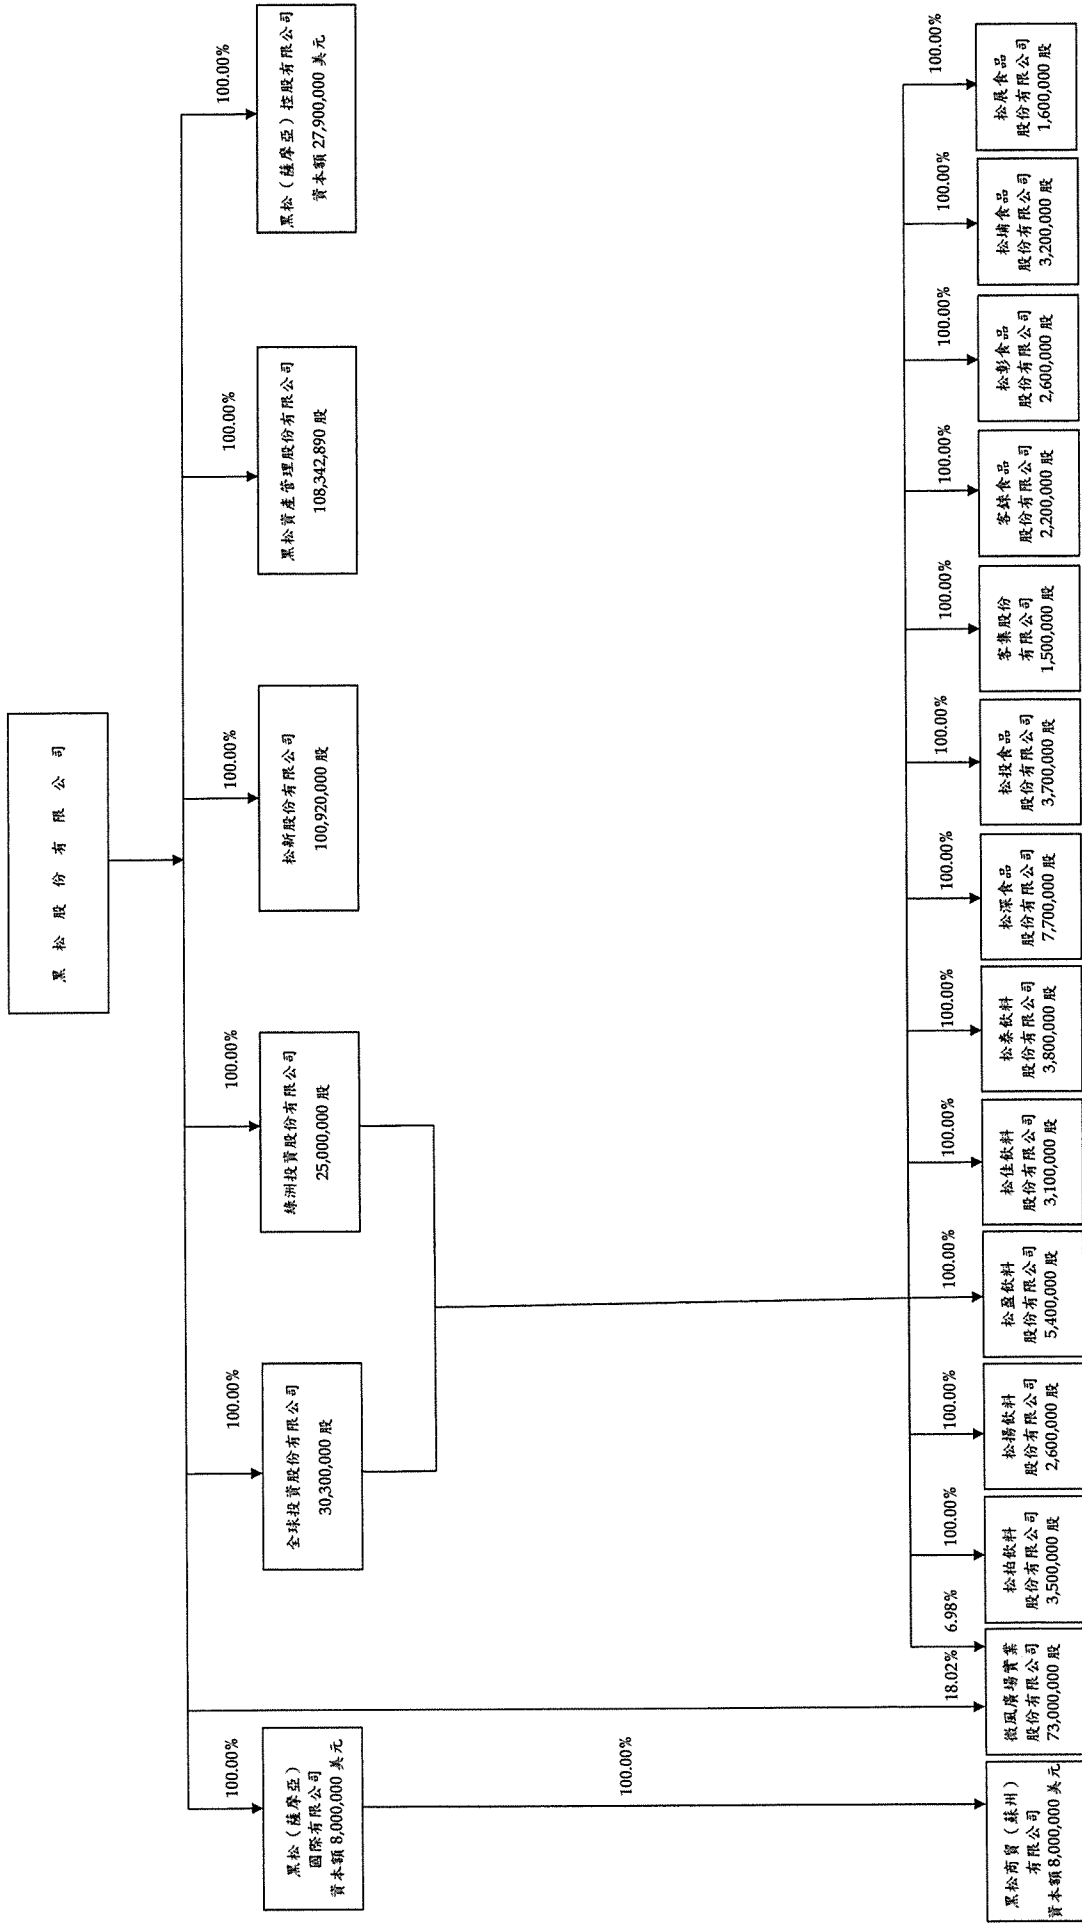 黑松股份有限公司
100.00%
黑松（薩摩亞）
國際有限公司
資本額 8,000,000 美元
100.00%
全球投資股份有限公司
30,300,000 股
100.00%
綠洲投資股份有限公司
25,000,000 股
100.00%
松新股份有限公司
100,920,000 股
100.00%
黑松資產管理股份有限公司
108,342,890 股
100.00%
黑松（薩摩亞）控股有限公司
資本額 27,900,000 美元
100.00%
黑松商貿（蘇州）
有限公司
資本額 8,000,000 美元
18.02%
6.98%
微風廣場實業
股份有限公司
73,000,000 股
100.00%
松柏飲料
股份有限公司
3,500,000 股
100.00%
松揚飲料
股份有限公司
2,600,000 股
100.00%
松盈飲料
股份有限公司
5,400,000 股
100.00%
松佳飲料
股份有限公司
3,100,000 股
100.00%
松泰飲料
股份有限公司
3,800,000 股
100.00%
松深食品
股份有限公司
7,700,000 股
100.00%
松投食品
股份有限公司
3,700,000 股
100.00%
客集股份
有限公司
1,500,000 股
100.00%
客錸食品
股份有限公司
2,200,000 股
100.00%
松彰食品
股份有限公司
2,600,000 股
100.00%
松埔食品
股份有限公司
3,200,000 股
100.00%
松展食品
股份有限公司
1,600,000 股